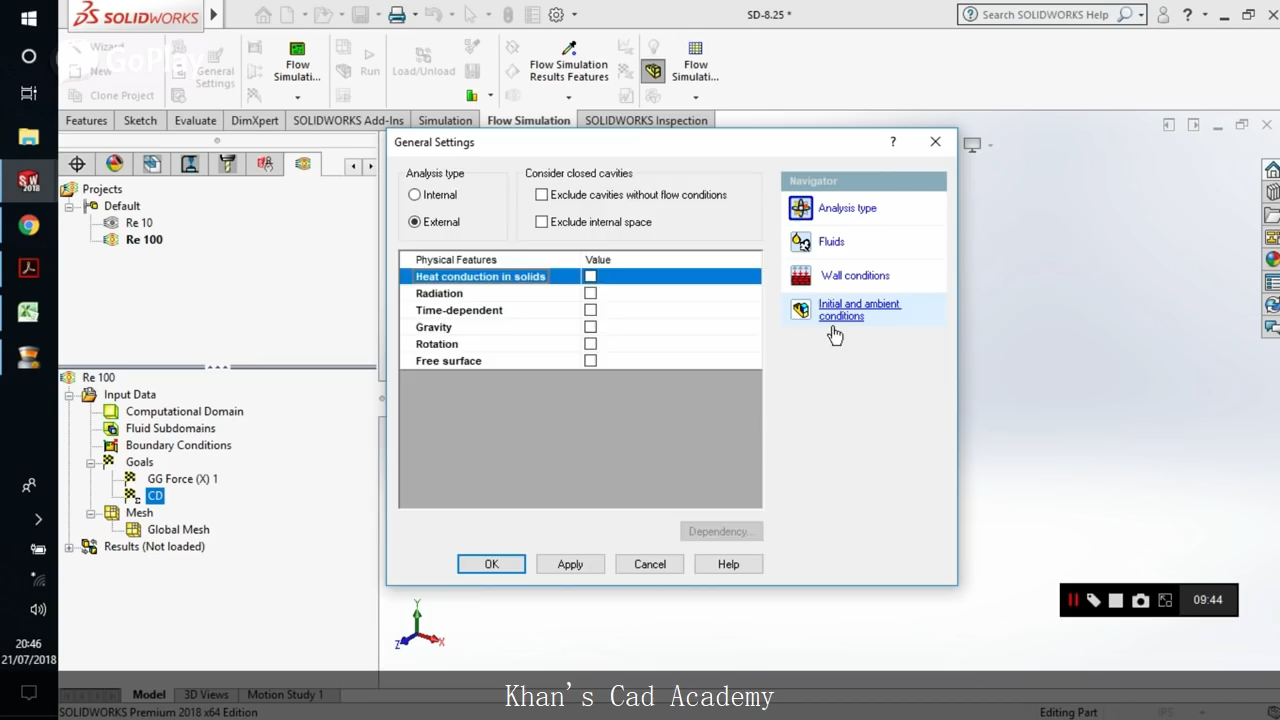 SOLIDWORKS
SD-8.25 *
Search SOLIDWORKS Help
?
GoPlay
Wizard
New
Clone Project
General
Settings
Flow
Simulati...
Run
Load/Unload
Flow Simulation
Results Features
Flow
Simulati...
Features
Sketch
Evaluate
DimXpert
SOLIDWORKS Add-Ins
Simulation
Flow Simulation
SOLIDWORKS Inspection
Projects
Default
Re 10
Re 100
General Settings
?
Analysis type
Internal
External
Consider closed cavities
Exclude cavities without flow conditions
Exclude internal space
Physical Features
Value
Heat conduction in solids
Radiation
Time-dependent
Gravity
Rotation
Free surface
Dependency...
OK
Apply
Cancel
Help
Navigator
Analysis type
Fluids
Wall conditions
Initial and ambient
conditions
Re 100
Input Data
Computational Domain
Fluid Subdomains
Boundary Conditions
Goals
GG Force (X) 1
CD
Mesh
Global Mesh
Results (Not loaded)
Y
Z
X
09:44
SW
2018
20:46
21/07/2018
Model
3D Views
Motion Study 1
Khan's Cad Academy
SOLIDWORKS Premium 2018 x64 Edition
Editing Part
IPS